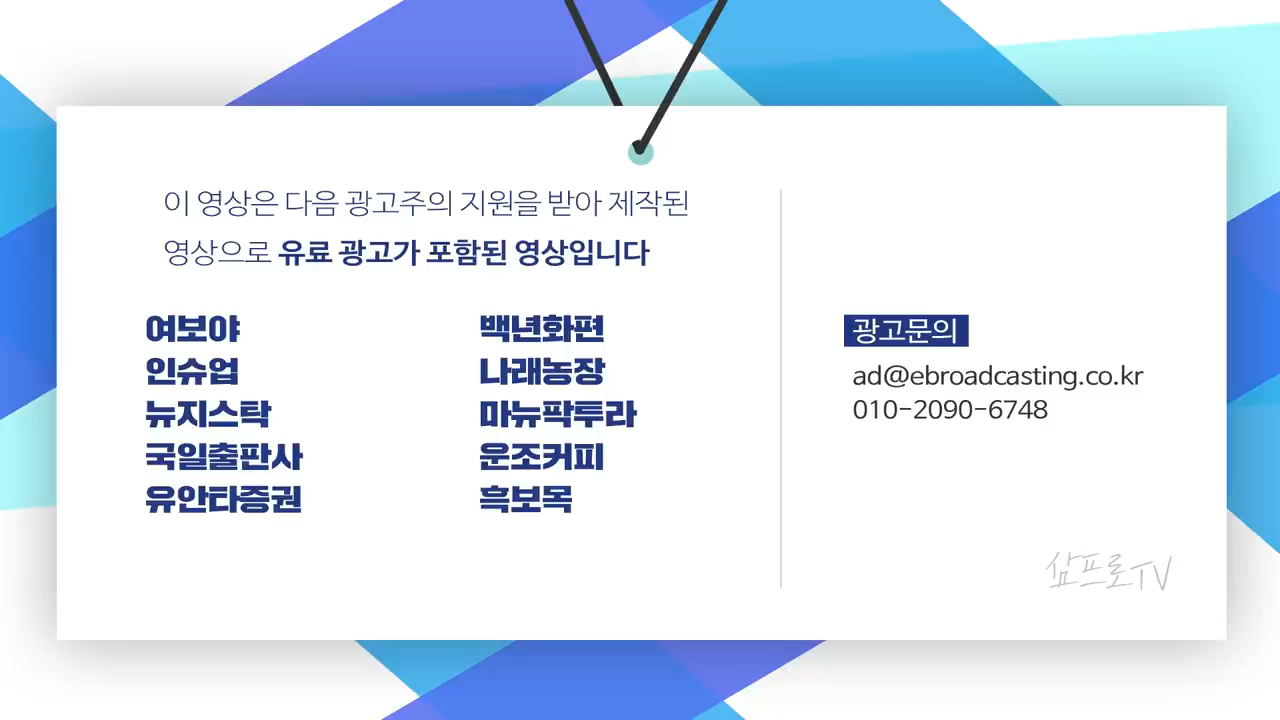 이 영상은 다음 광고주의 지원을 받아 제작된
영상으로 유료 광고가 포함된 영상입니다
여보야
인슈업
뉴지스탁
국일출판사
유안타증권
백년화편
나래농장
마뉴팍투라
운조커피
흑보목
광고문의
ad@ebroadcasting.co.kr
010-2090-6748
삼프로TV